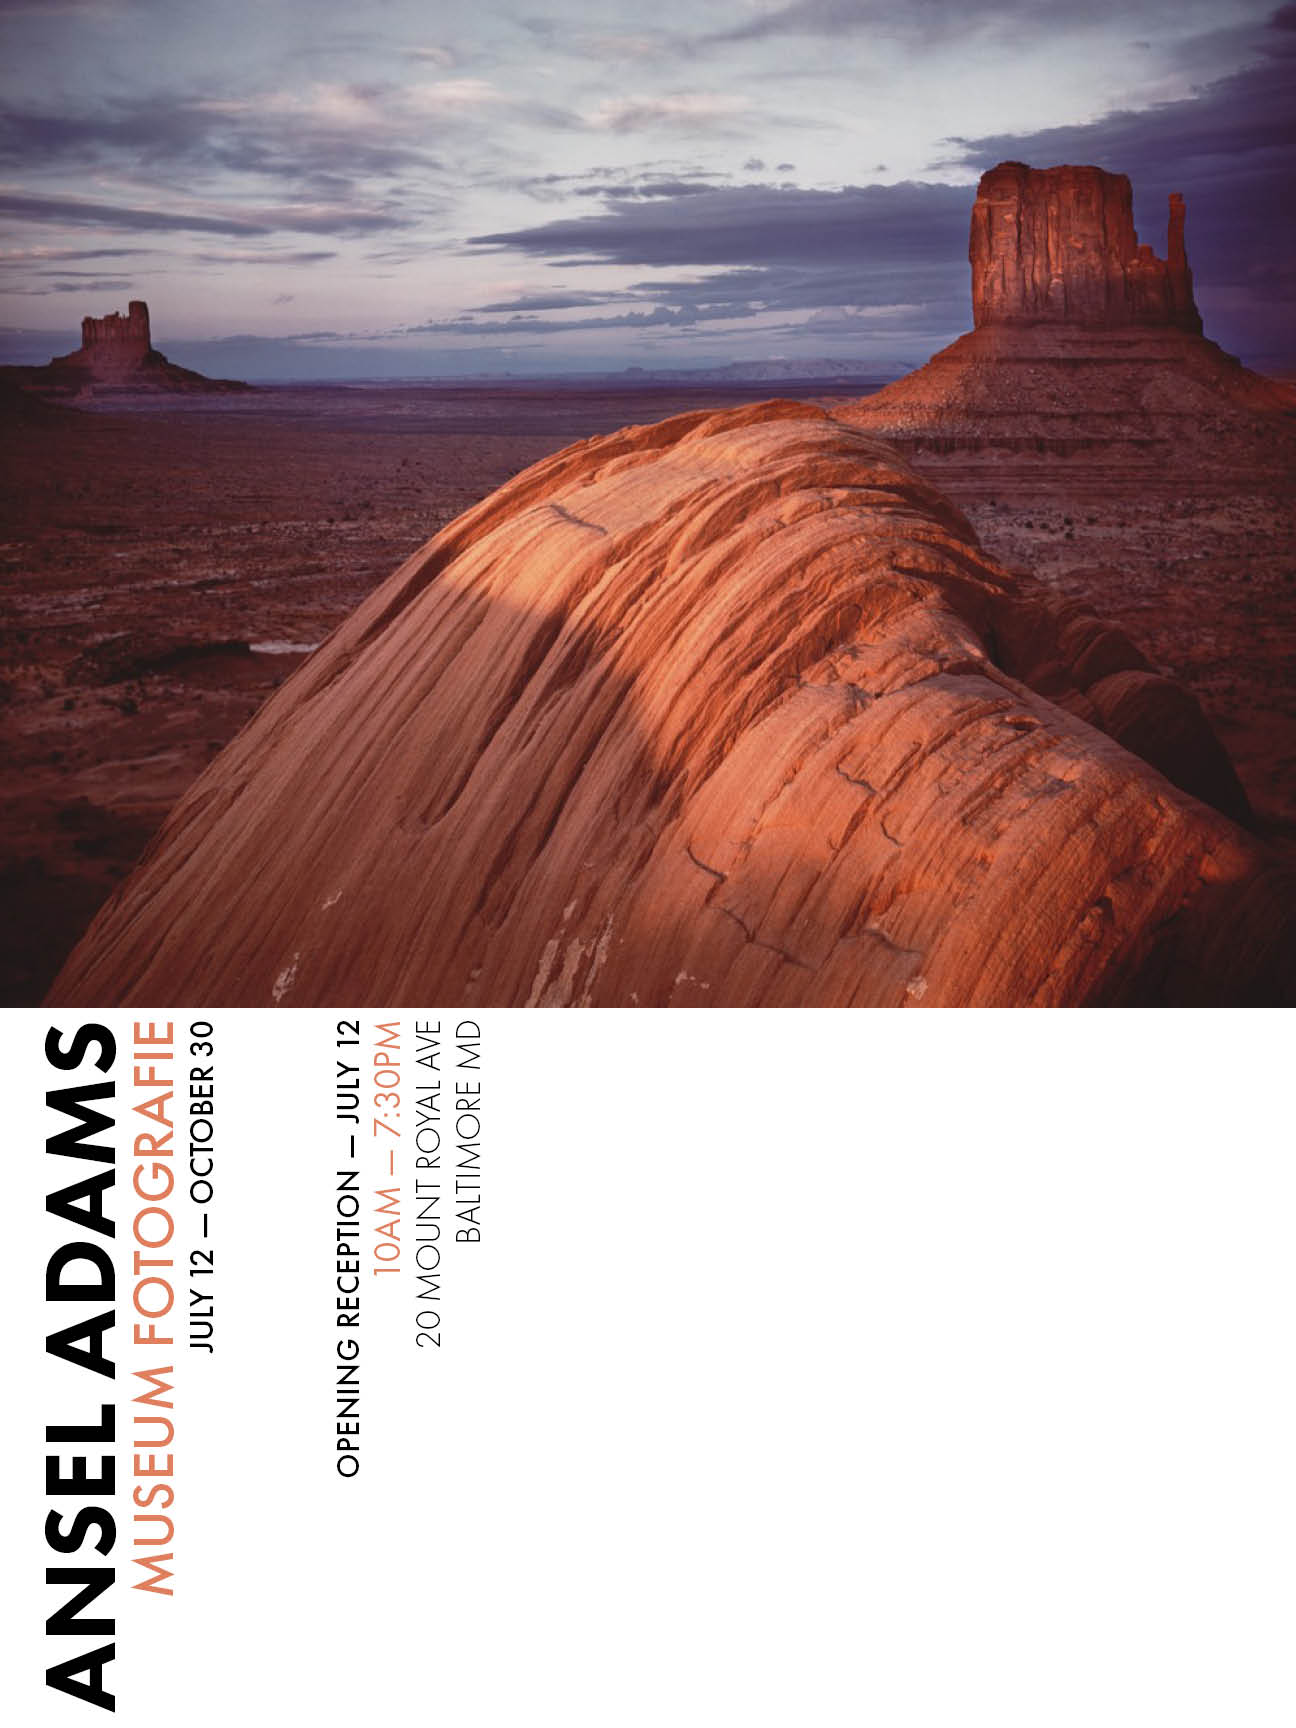 ANSEL ADAMS
MUSEUM FOTOGRAFIE
JULY 12 — OCTOBER 30
OPENING RECEPTION — JULY 12
10AM — 7:30PM
20 MOUNT ROYAL AVE
BALTIMORE MD